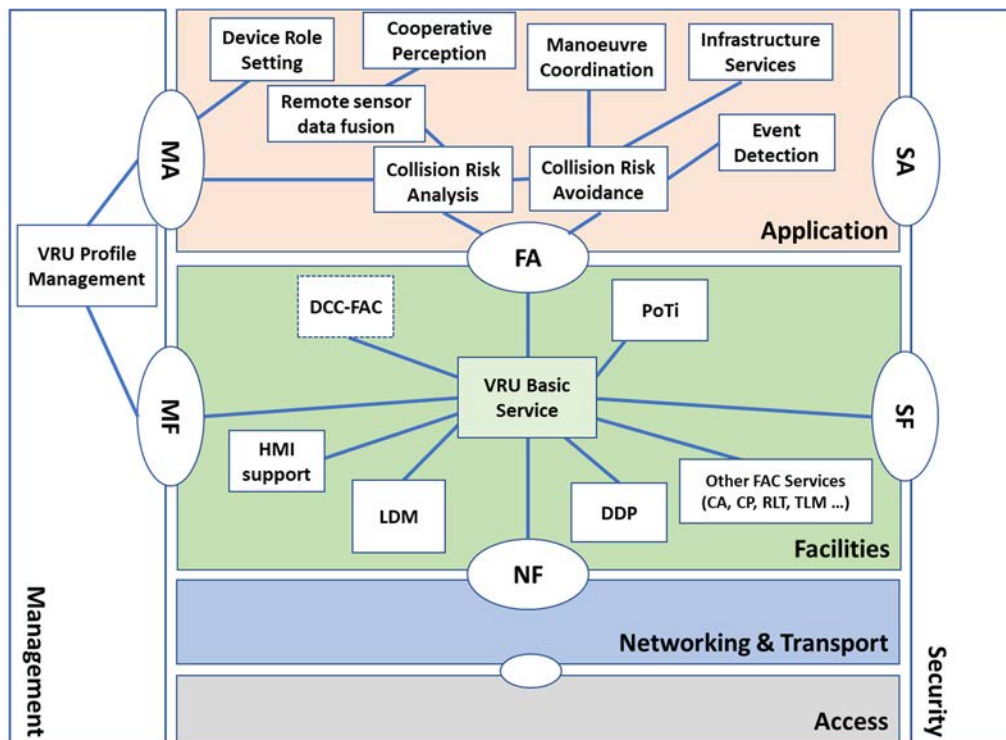 Device Role
Setting
Cooperative
Perception
Manoeuvre
Coordination
Infrastructure
Services
Remote sensor
data fusion
Event
Detection
MA
SA
Collision Risk
Analysis
Collision Risk
Avoidance
Application
VRU Profile
Management
FA
DCC-FAC
PoTi
VRU Basic
Service
MF
SF
HMI
support
LDM
DDP
Other FAC Services
(CA, CP, RLT, TLM ...)
Facilities
NF
Management
Networking & Transport
Security
Access